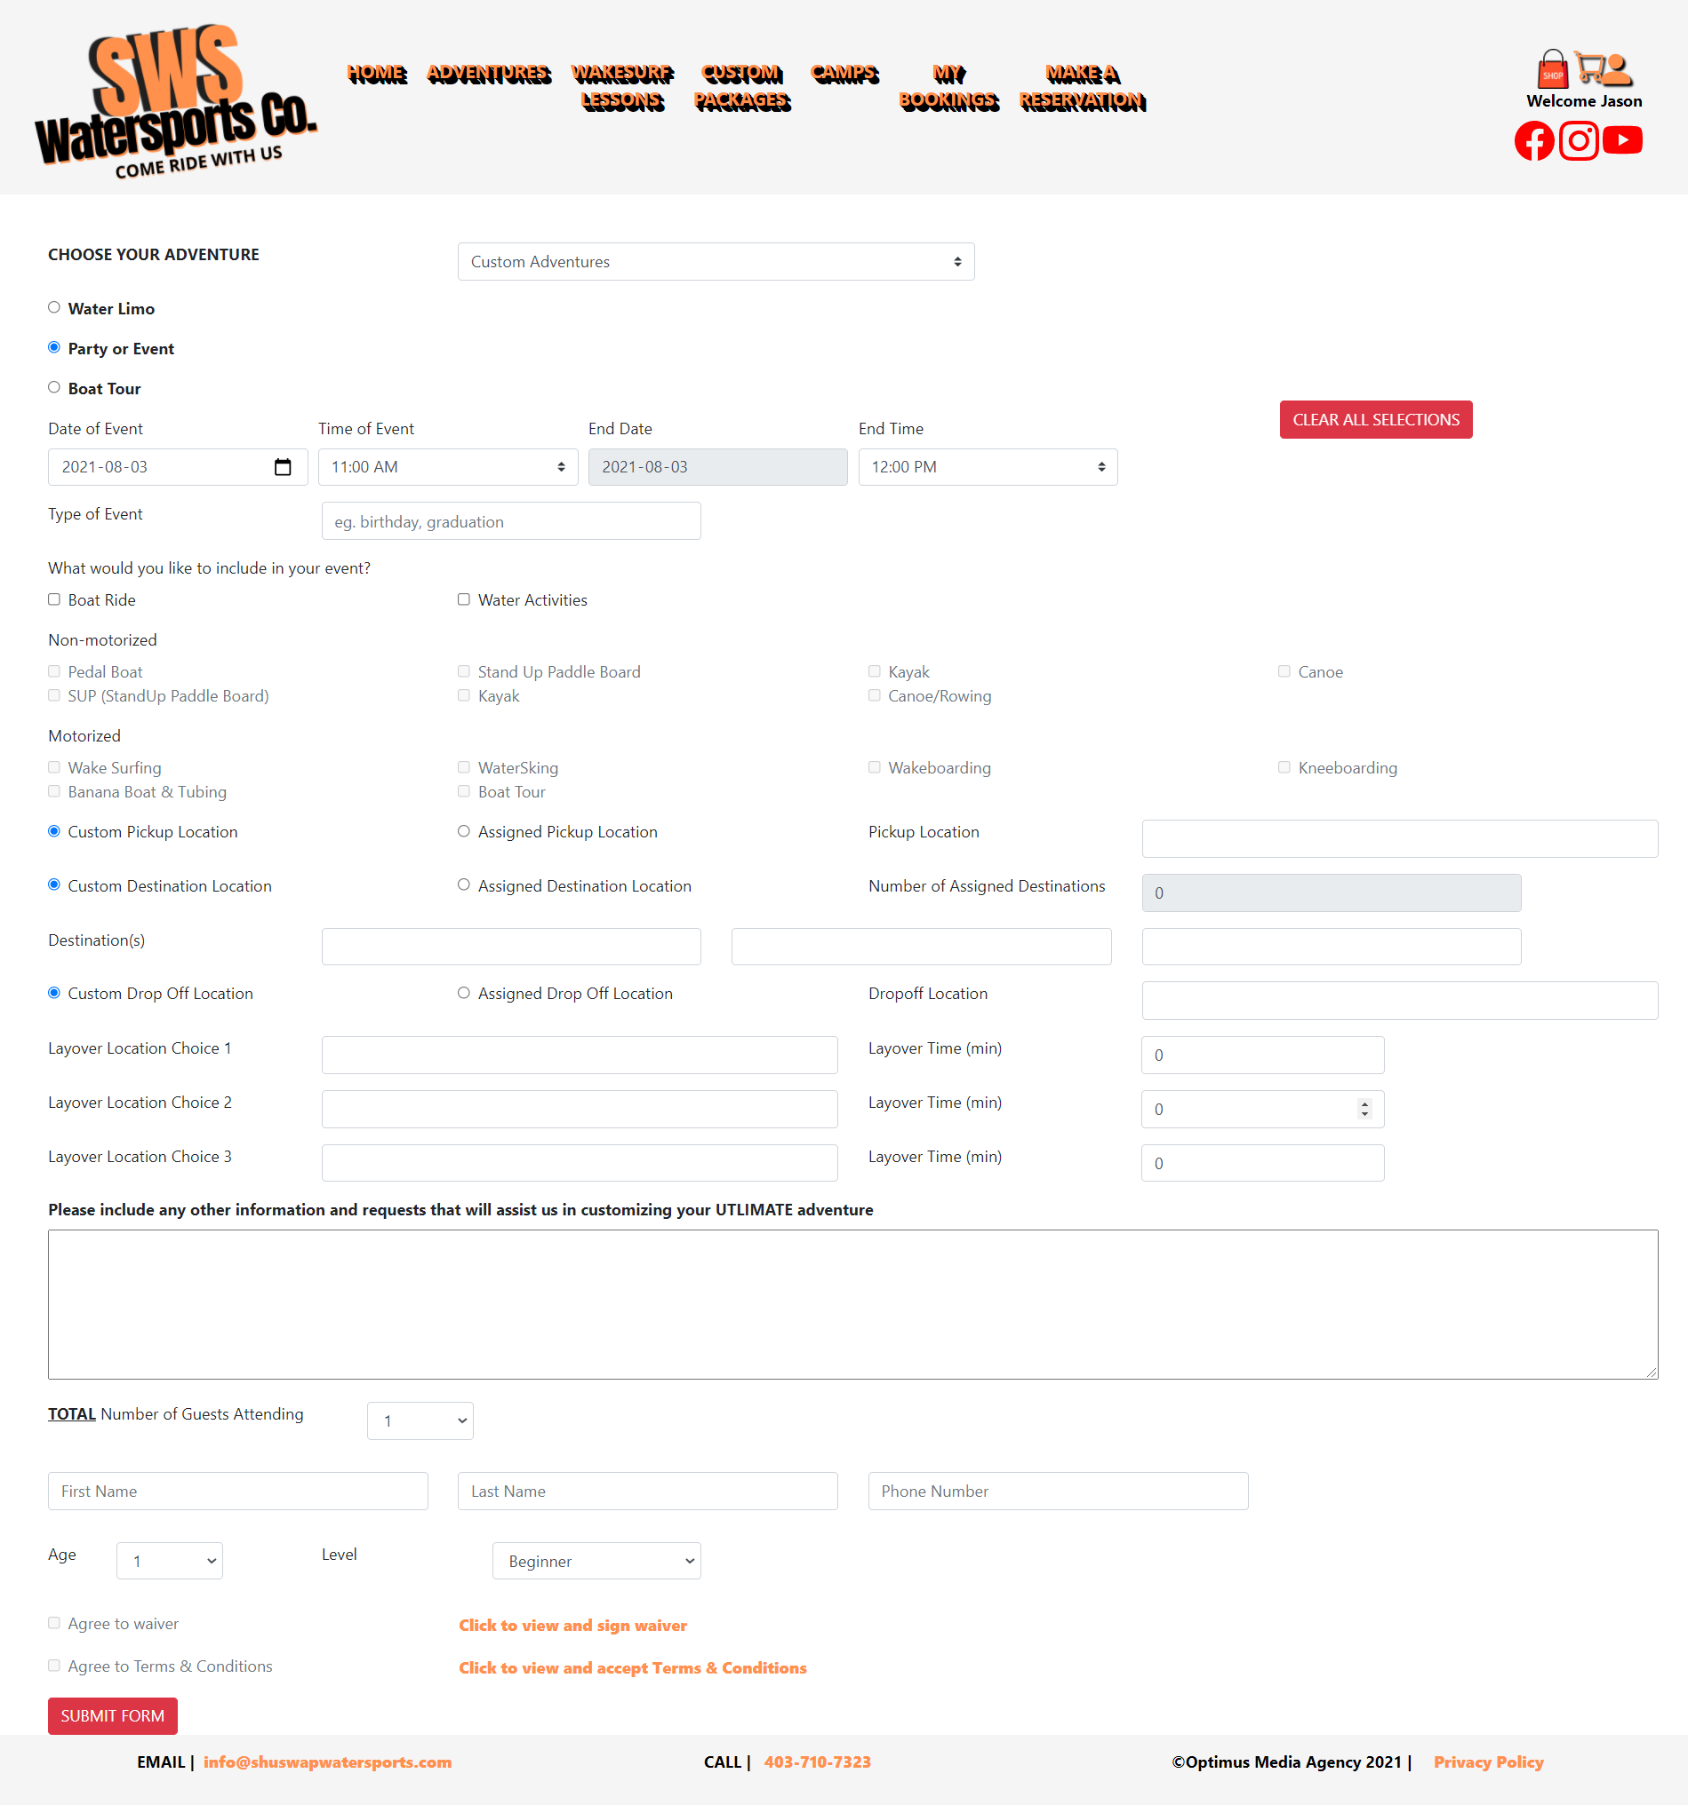 SWS
Watersports Co.
COME RIDE WITH US
HOME ADVENTURES WAKESURF LESSONS CUSTOM PACKAGES CAMPS MY BOOKINGS MAKE A RESERVATION
SHOP
Welcome Jason
CHOOSE YOUR ADVENTURE Custom Adventures
Water Limo
Party or Event
Boat Tour
CLEAR ALL SELECTIONS
Date of Event Time of Event End Date End Time
2021-08-03 11:00 AM 2021-08-03 12:00 PM
Type of Event eg. birthday, graduation
What would you like to include in your event?
Boat Ride Water Activities
Non-motorized
Pedal Boat Stand Up Paddle Board Kayak Canoe
SUP (StandUp Paddle Board) Kayak Canoe/Rowing
Motorized
Wake Surfing WaterSking Wakeboarding Kneeboarding
Banana Boat & Tubing Boat Tour
Custom Pickup Location Assigned Pickup Location Pickup Location
Custom Destination Location Assigned Destination Location Number of Assigned Destinations 0
Destination(s)
Custom Drop Off Location Assigned Drop Off Location Dropoff Location
Layover Location Choice 1 Layover Time (min) 0
Layover Location Choice 2 Layover Time (min) 0
Layover Location Choice 3 Layover Time (min) 0
Please include any other information and requests that will assist us in customizing your UTLIMATE adventure
TOTAL Number of Guests Attending 1
First Name Last Name Phone Number
Age 1 Level Beginner
Agree to waiver Click to view and sign waiver
Agree to Terms & Conditions Click to view and accept Terms & Conditions
SUBMIT FORM
EMAIL | info@shuswapwatersports.com CALL | 403-710-7323 ©Optimus Media Agency 2021 | Privacy Policy